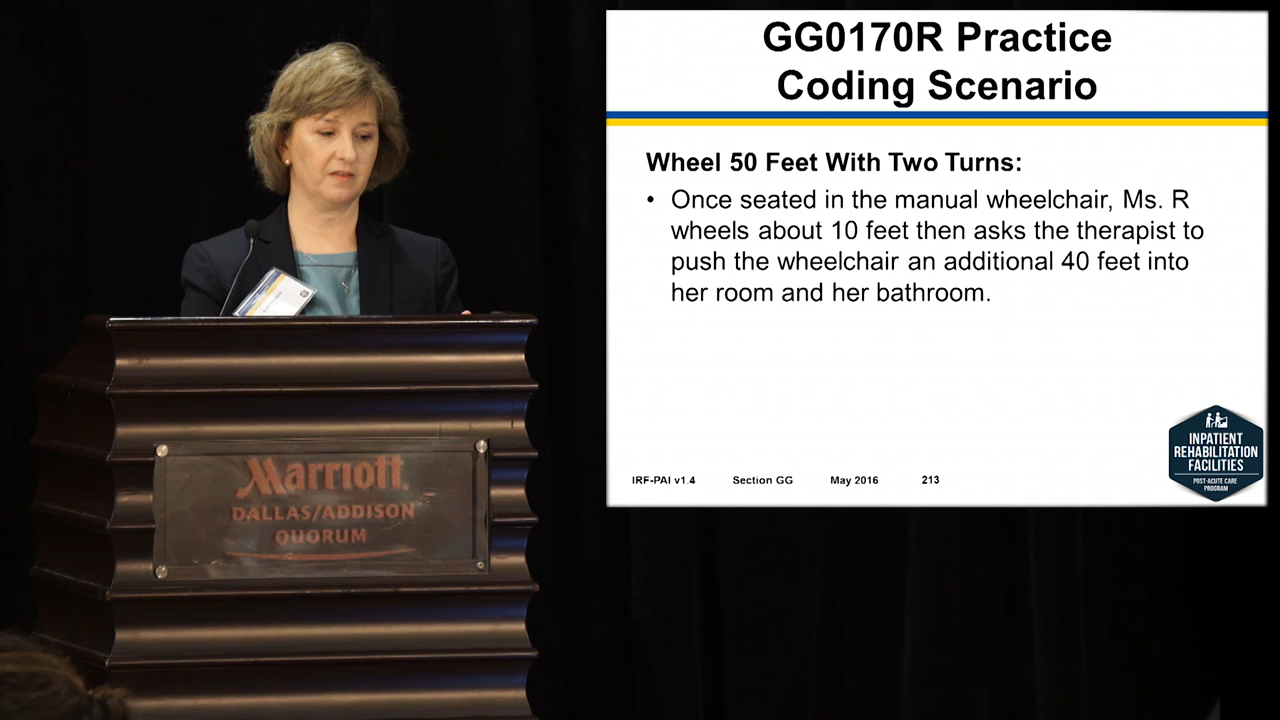 GG0170R Practice
Coding Scenario
Wheel 50 Feet With Two Turns:
• Once seated in the manual wheelchair, Ms. R
wheels about 10 feet then asks the therapist to
push the wheelchair an additional 40 feet into
her room and her bathroom.
INPATIENT
REHABILITATION
FACILITIES
POST-ACUTE CARE
PROGRAM
IRF-PAI v1.4 Section GG May 2016 213
Marriott
DALLAS/ADDISON
QUORUM